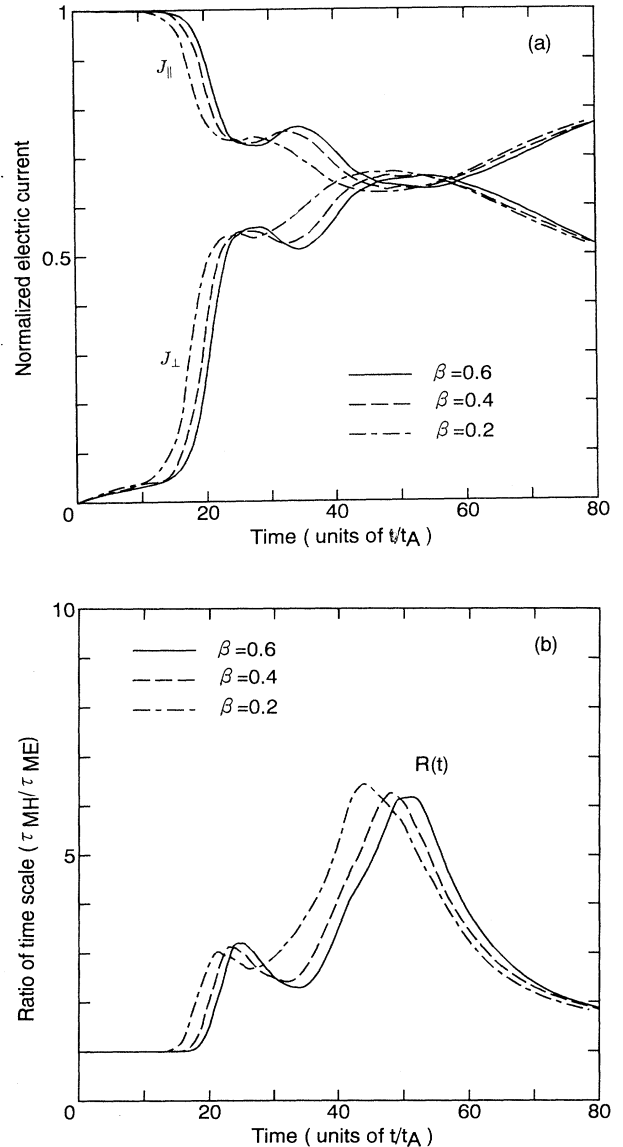 1
(a)
J∥
Normalized electric current
0.5
J⊥
β=0.6
β=0.4
β=0.2
0
20
40
60
80
Time ( units of t/tA )
10
(b)
β=0.6
β=0.4
β=0.2
R(t)
Ratio of time scale ( τ MH/ τ ME)
5
0
0
20
40
60
80
Time ( units of t/tA )